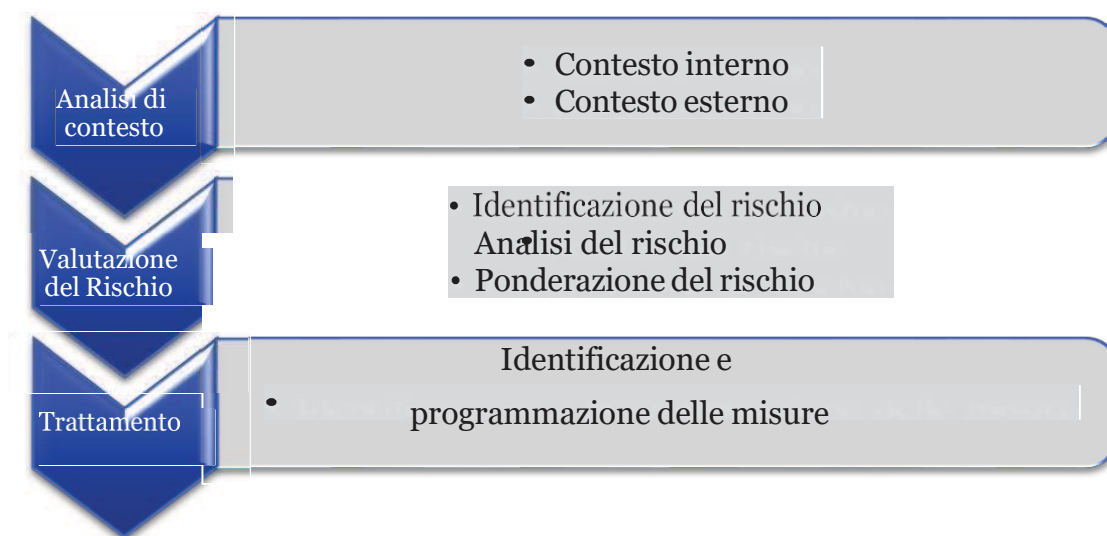 Analisi di
contesto
• Contesto interno
• Contesto esterno
Valutazione
del Rischio
• Identificazione del rischio
• Analisi del rischio
• Ponderazione del rischio
Trattamento
• Identificazione e
programmazione delle misure